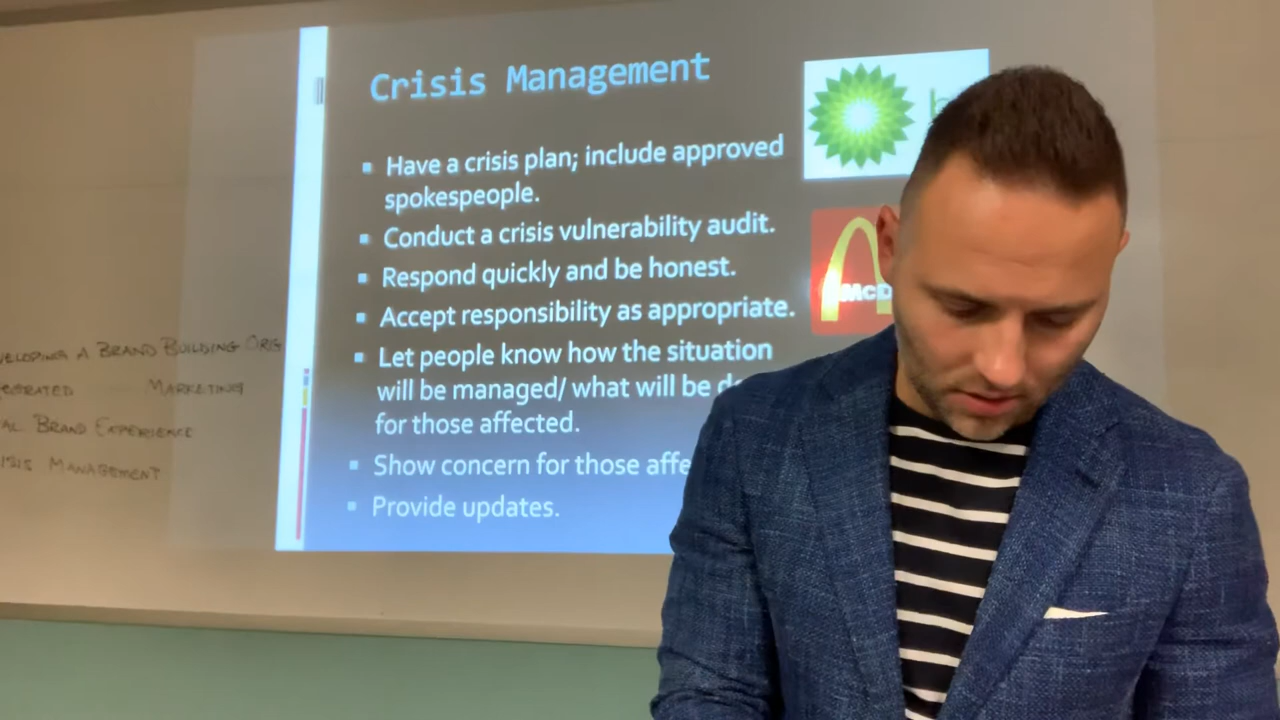 Crisis Management
Have a crisis plan; include approved
spokespeople.
Conduct a crisis vulnerability audit.
Respond quickly and be honest.
Accept responsibility as appropriate.
Let people know how the situation
will be managed/ what will be
for those affected.
Show concern for those
Provide updates.
McD
A BRAND BUILDING ORG
MARKETING
BRAND EXPERIENCE
MANAGEMENT